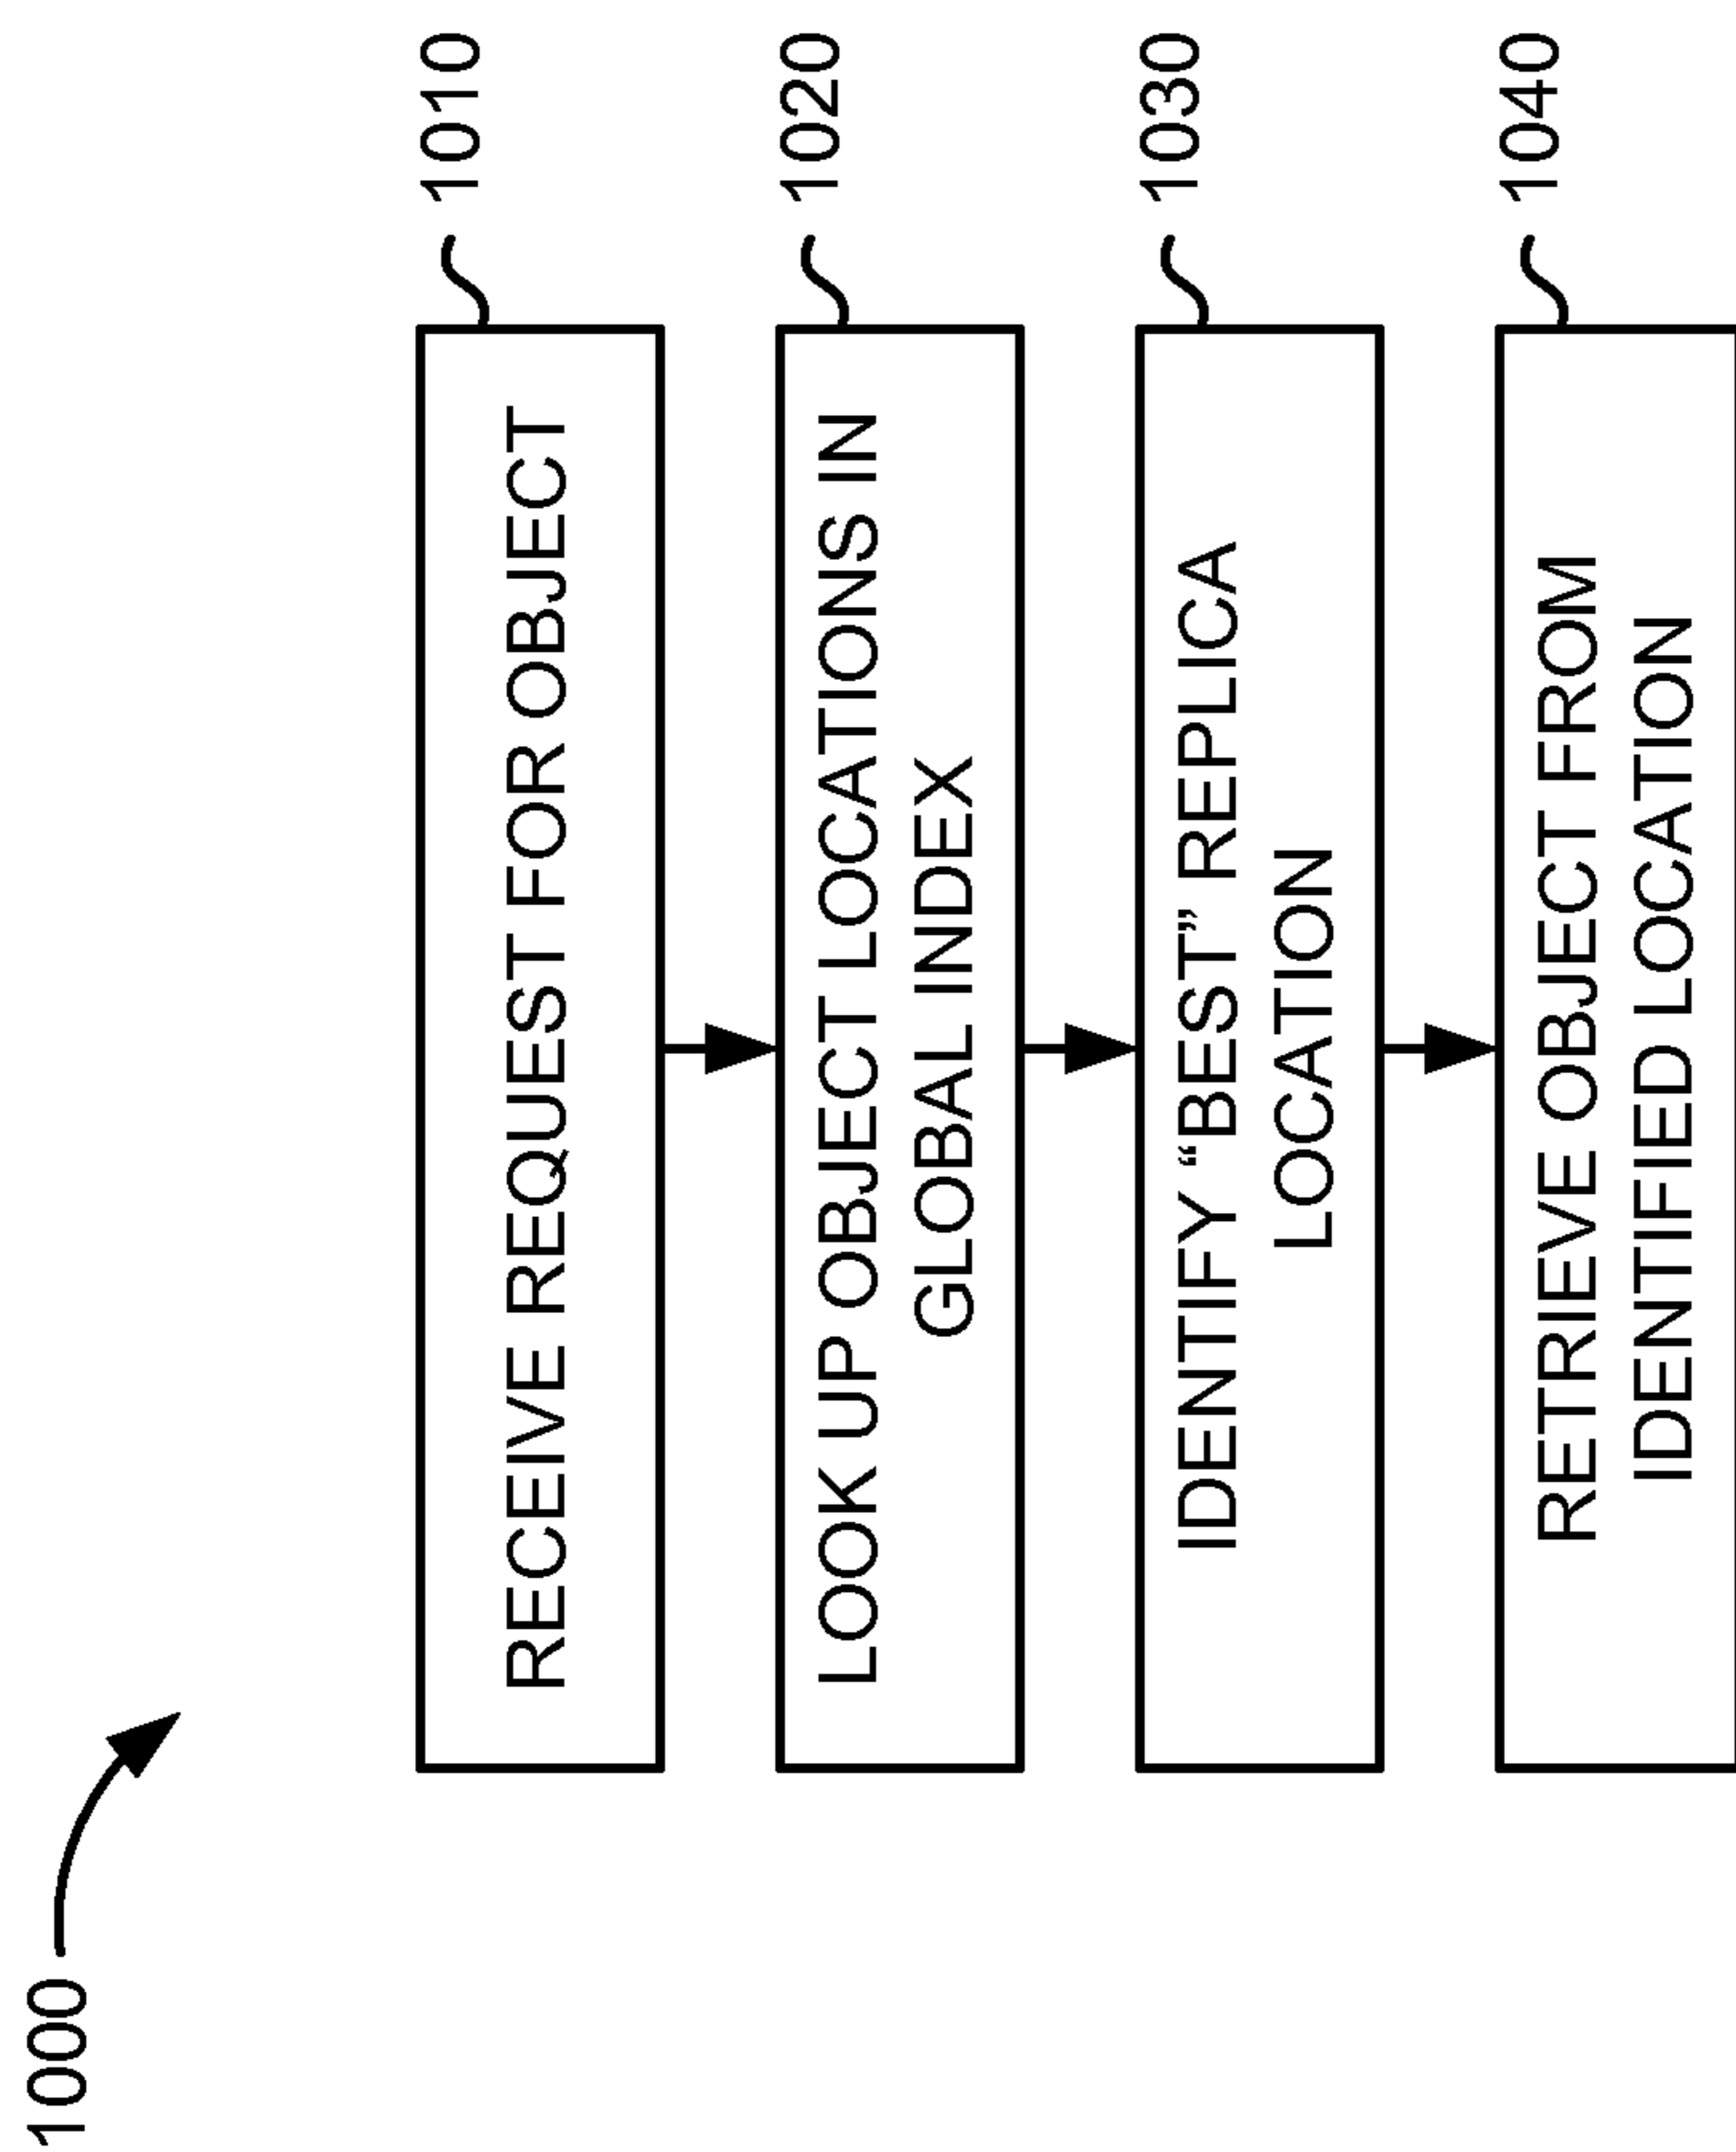 1000
RECEIVE REQUEST FOR OBJECT
1010
LOOK UP OBJECT LOCATIONS IN
GLOBAL INDEX
1020
IDENTIFY “BEST” REPLICA
LOCATION
1030
RETRIEVE OBJECT FROM
IDENTIFIED LOCATION
1040